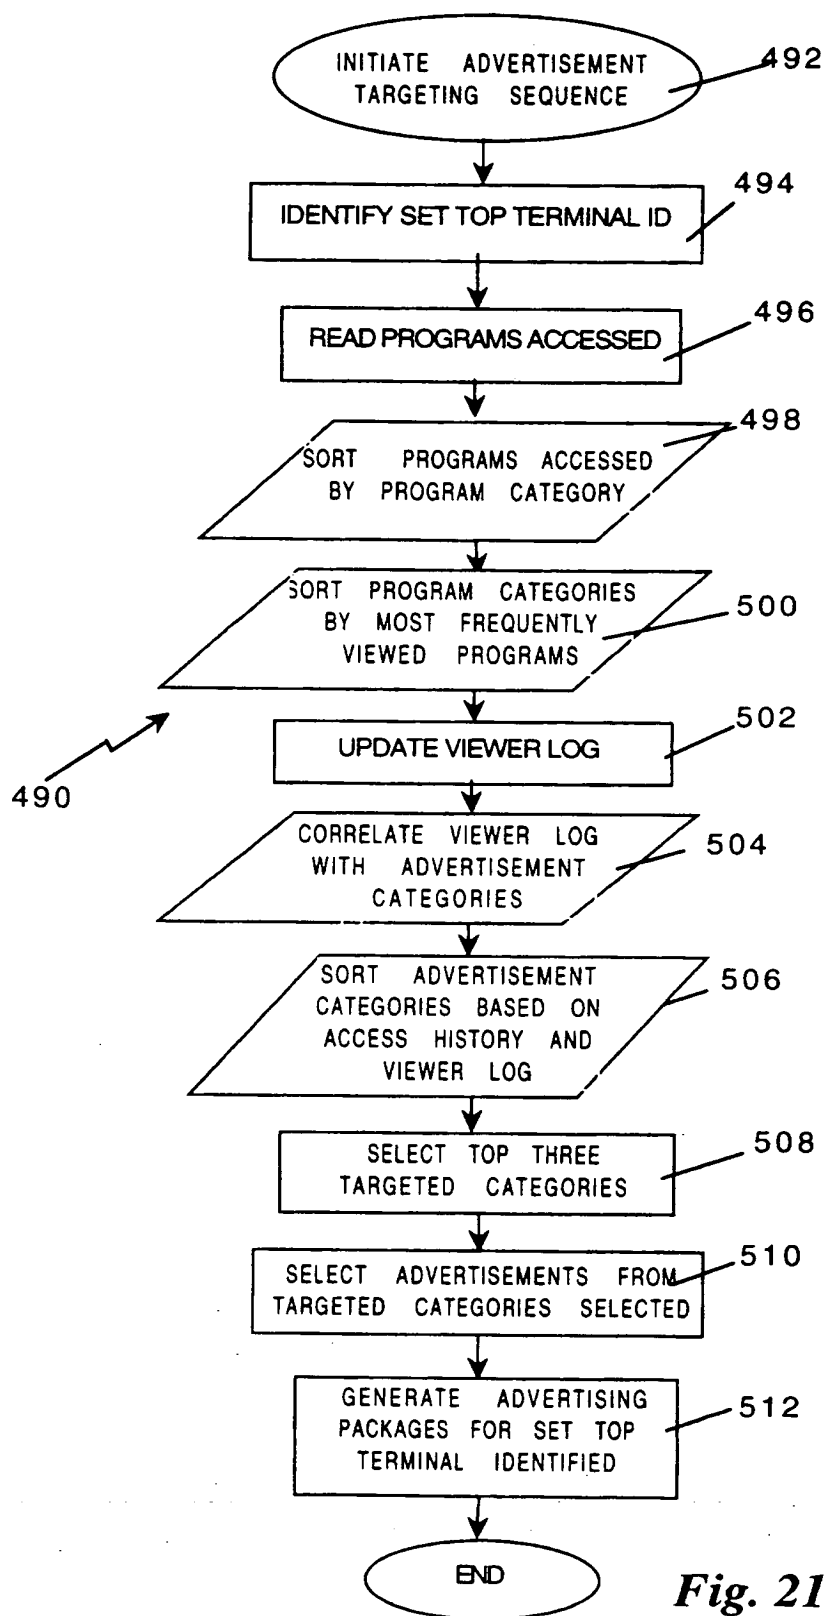 INITIATE ADVERTISEMENT
TARGETING SEQUENCE
492
IDENTIFY SET TOP TERMINAL ID
494
READ PROGRAMS ACCESSED
496
SORT PROGRAMS ACCESSED
BY PROGRAM CATEGORY
498
SORT PROGRAM CATEGORIES
BY MOST FREQUENTLY
VIEWED PROGRAMS
500
UPDATE VIEWER LOG
502
490
CORRELATE VIEWER LOG
WITH ADVERTISEMENT
CATEGORIES
504
SORT ADVERTISEMENT
CATEGORIES BASED ON
ACCESS HISTORY AND
VIEWER LOG
506
SELECT TOP THREE
TARGETED CATEGORIES
508
SELECT ADVERTISEMENTS FROM
TARGETED CATEGORIES SELECTED
510
GENERATE ADVERTISING
PACKAGES FOR SET TOP
TERMINAL IDENTIFIED
512
END
Fig. 21